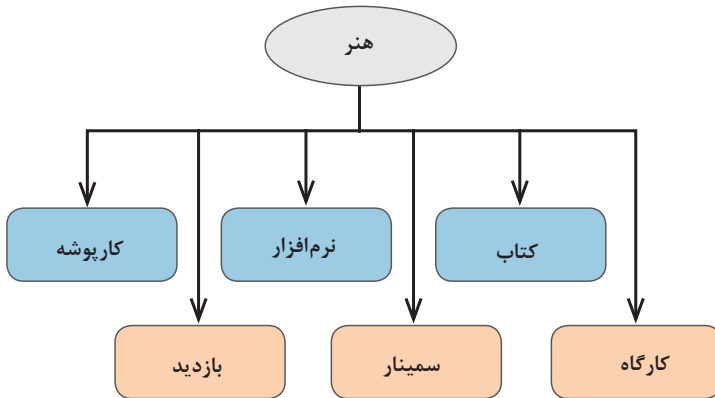 هنر
کتاب
نرم‌افزار
کارپوشه
کارگاه
سمینار
بازدید